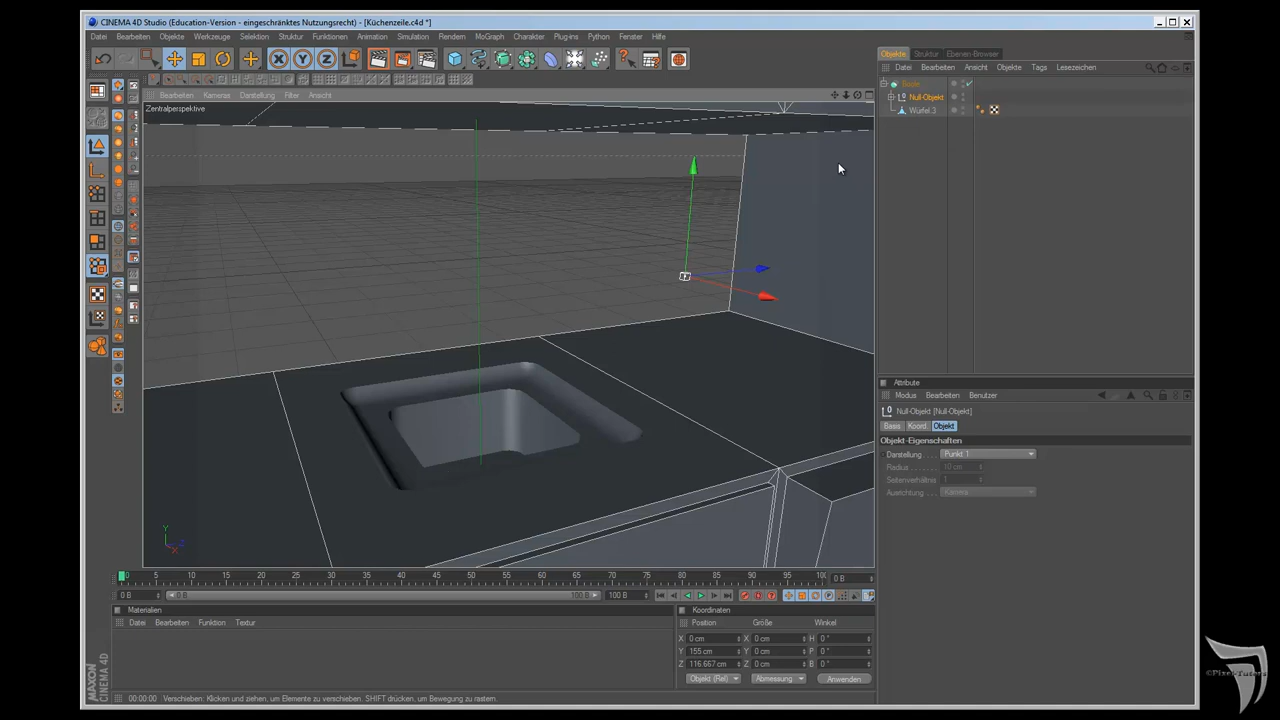 CINEMA 4D Studio (Education-Version - eingeschränktes Nutzungsrecht) - [Küchenzeile.c4d *]
Datei Bearbeiten Objekte Werkzeuge Selektion Struktur Funktionen Animation Simulation Rendern MoGraph Charakter Plug-ins Python Fenster Hilfe
Objekte Struktur Ebenen-Browser
Datei Bearbeiten Ansicht Objekte Tags Lesezeichen
Null-Objekt
Würfel.3
Bearbeiten Kameras Darstellung Filter Ansicht
Zentralperspektive
Y
X
Z
Attribute
Modus Bearbeiten Benutzer
Null-Objekt [Null-Objekt]
Basis Koord. Objekt
Objekt-Eigenschaften
Darstellung . . . . Punkt 1
Radius . . . . . . . 10 cm
Seitenverhältnis 1
Ausrichtung . . . . Kamera
0 5 10 15 20 25 30 35 40 45 50 55 60 65 70 75 80 85 90 95 100 0 B
0 B 0 B 100 B 100 B
Materialien
Datei Bearbeiten Funktion Textur
Koordinaten
Position Größe Winkel
X 0 cm X 0 cm H 0 °
Y 155 cm Y 0 cm P 0 °
Z 116.667 cm Z 0 cm B 0 °
Objekt (Rel) Abmessung Anwenden
MAXON CINEMA 4D
00:00:00 Verschieben: Klicken und ziehen, um Elemente zu verschieben. SHIFT drücken, um Bewegung zu rastern.
©Pixel-Tutors